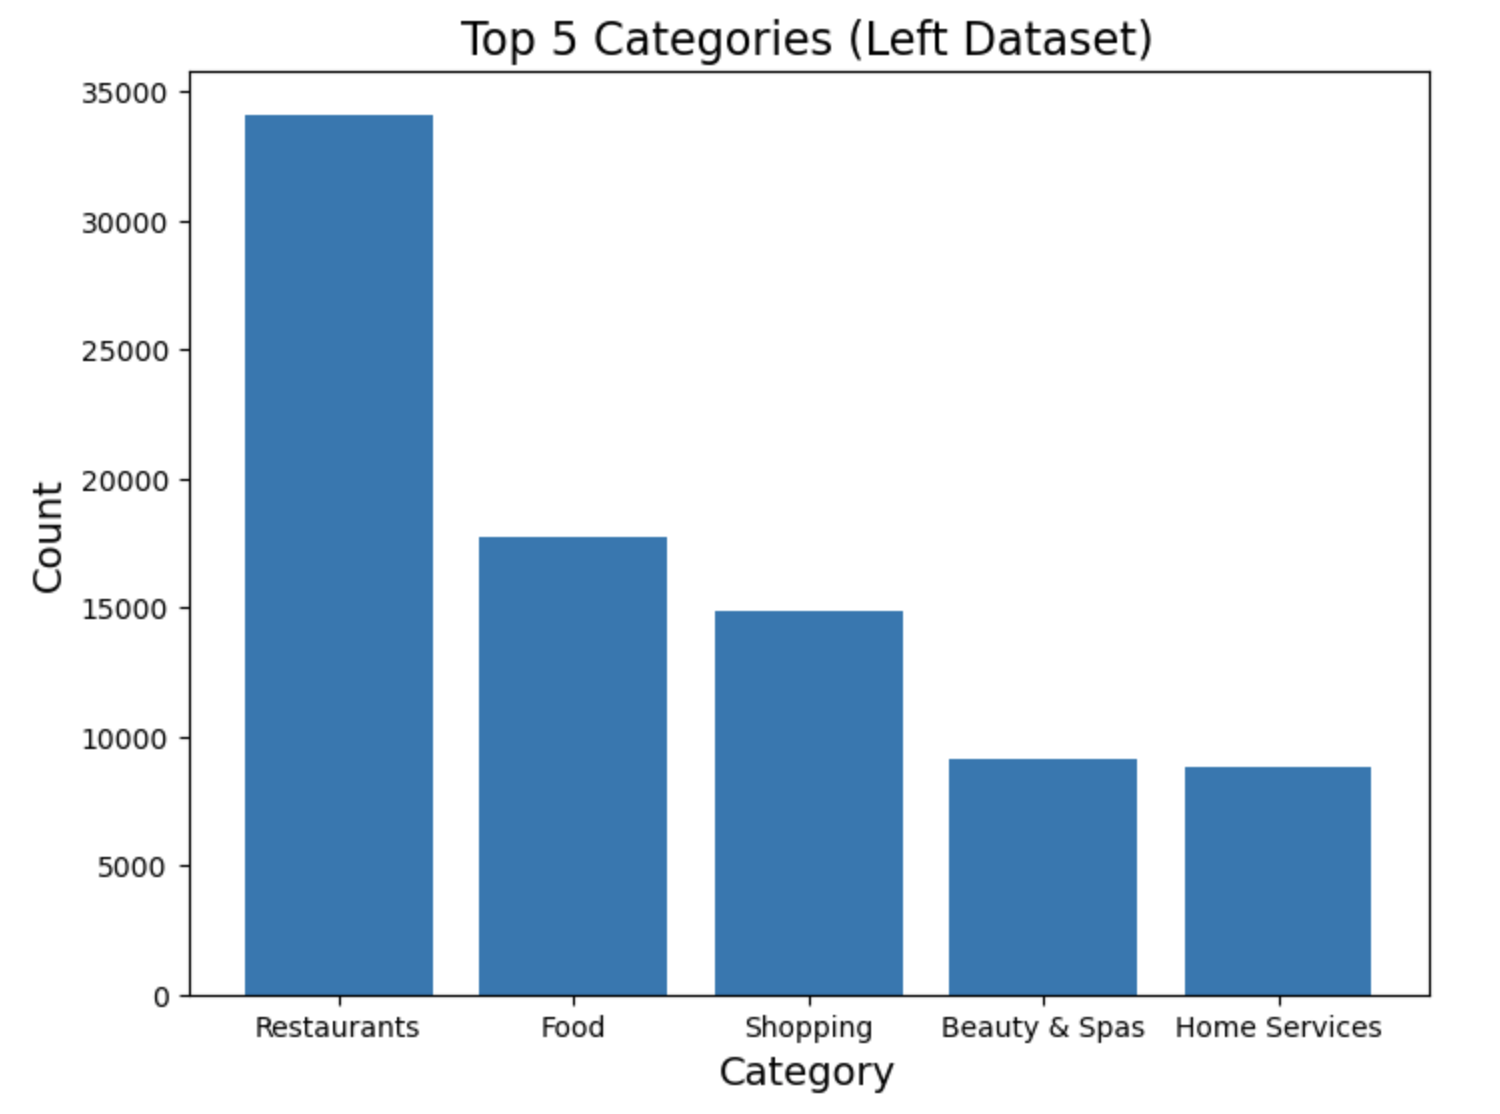 Top 5 Categories (Left Dataset)
35000
30000
25000
20000
15000
10000
5000
0
Count
Restaurants
Food
Shopping
Beauty & Spas
Home Services
Category